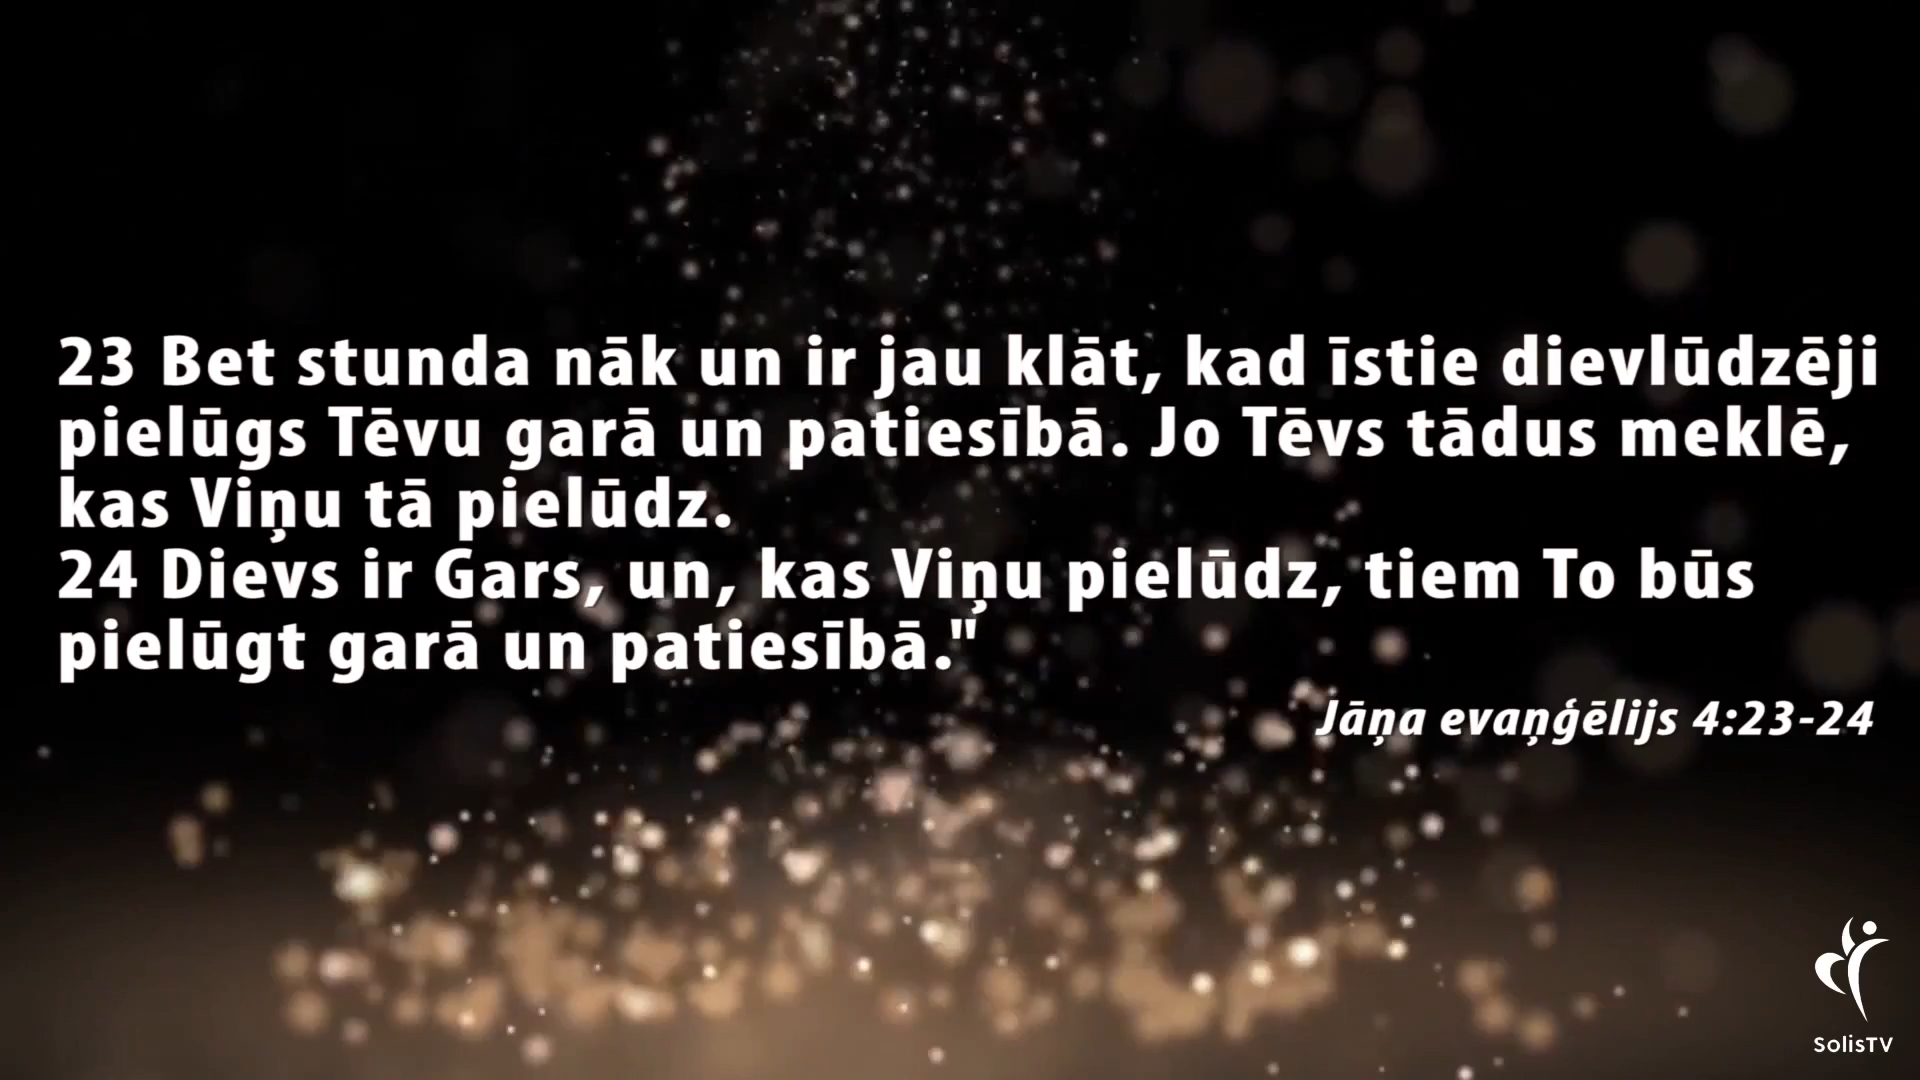 23 Bet stunda nāk un ir jau klāt, kad īstie dievlūdzēji
pielūgs Tēvu garā un patiesībā. Jo Tēvs tādus meklē,
kas Viņu tā pielūdz.
24 Dievs ir Gars, un, kas Viņu pielūdz, tiem To būs
pielūgt garā un patiesībā."
Jāņa evaņģēlijs 4:23-24
SolisTV